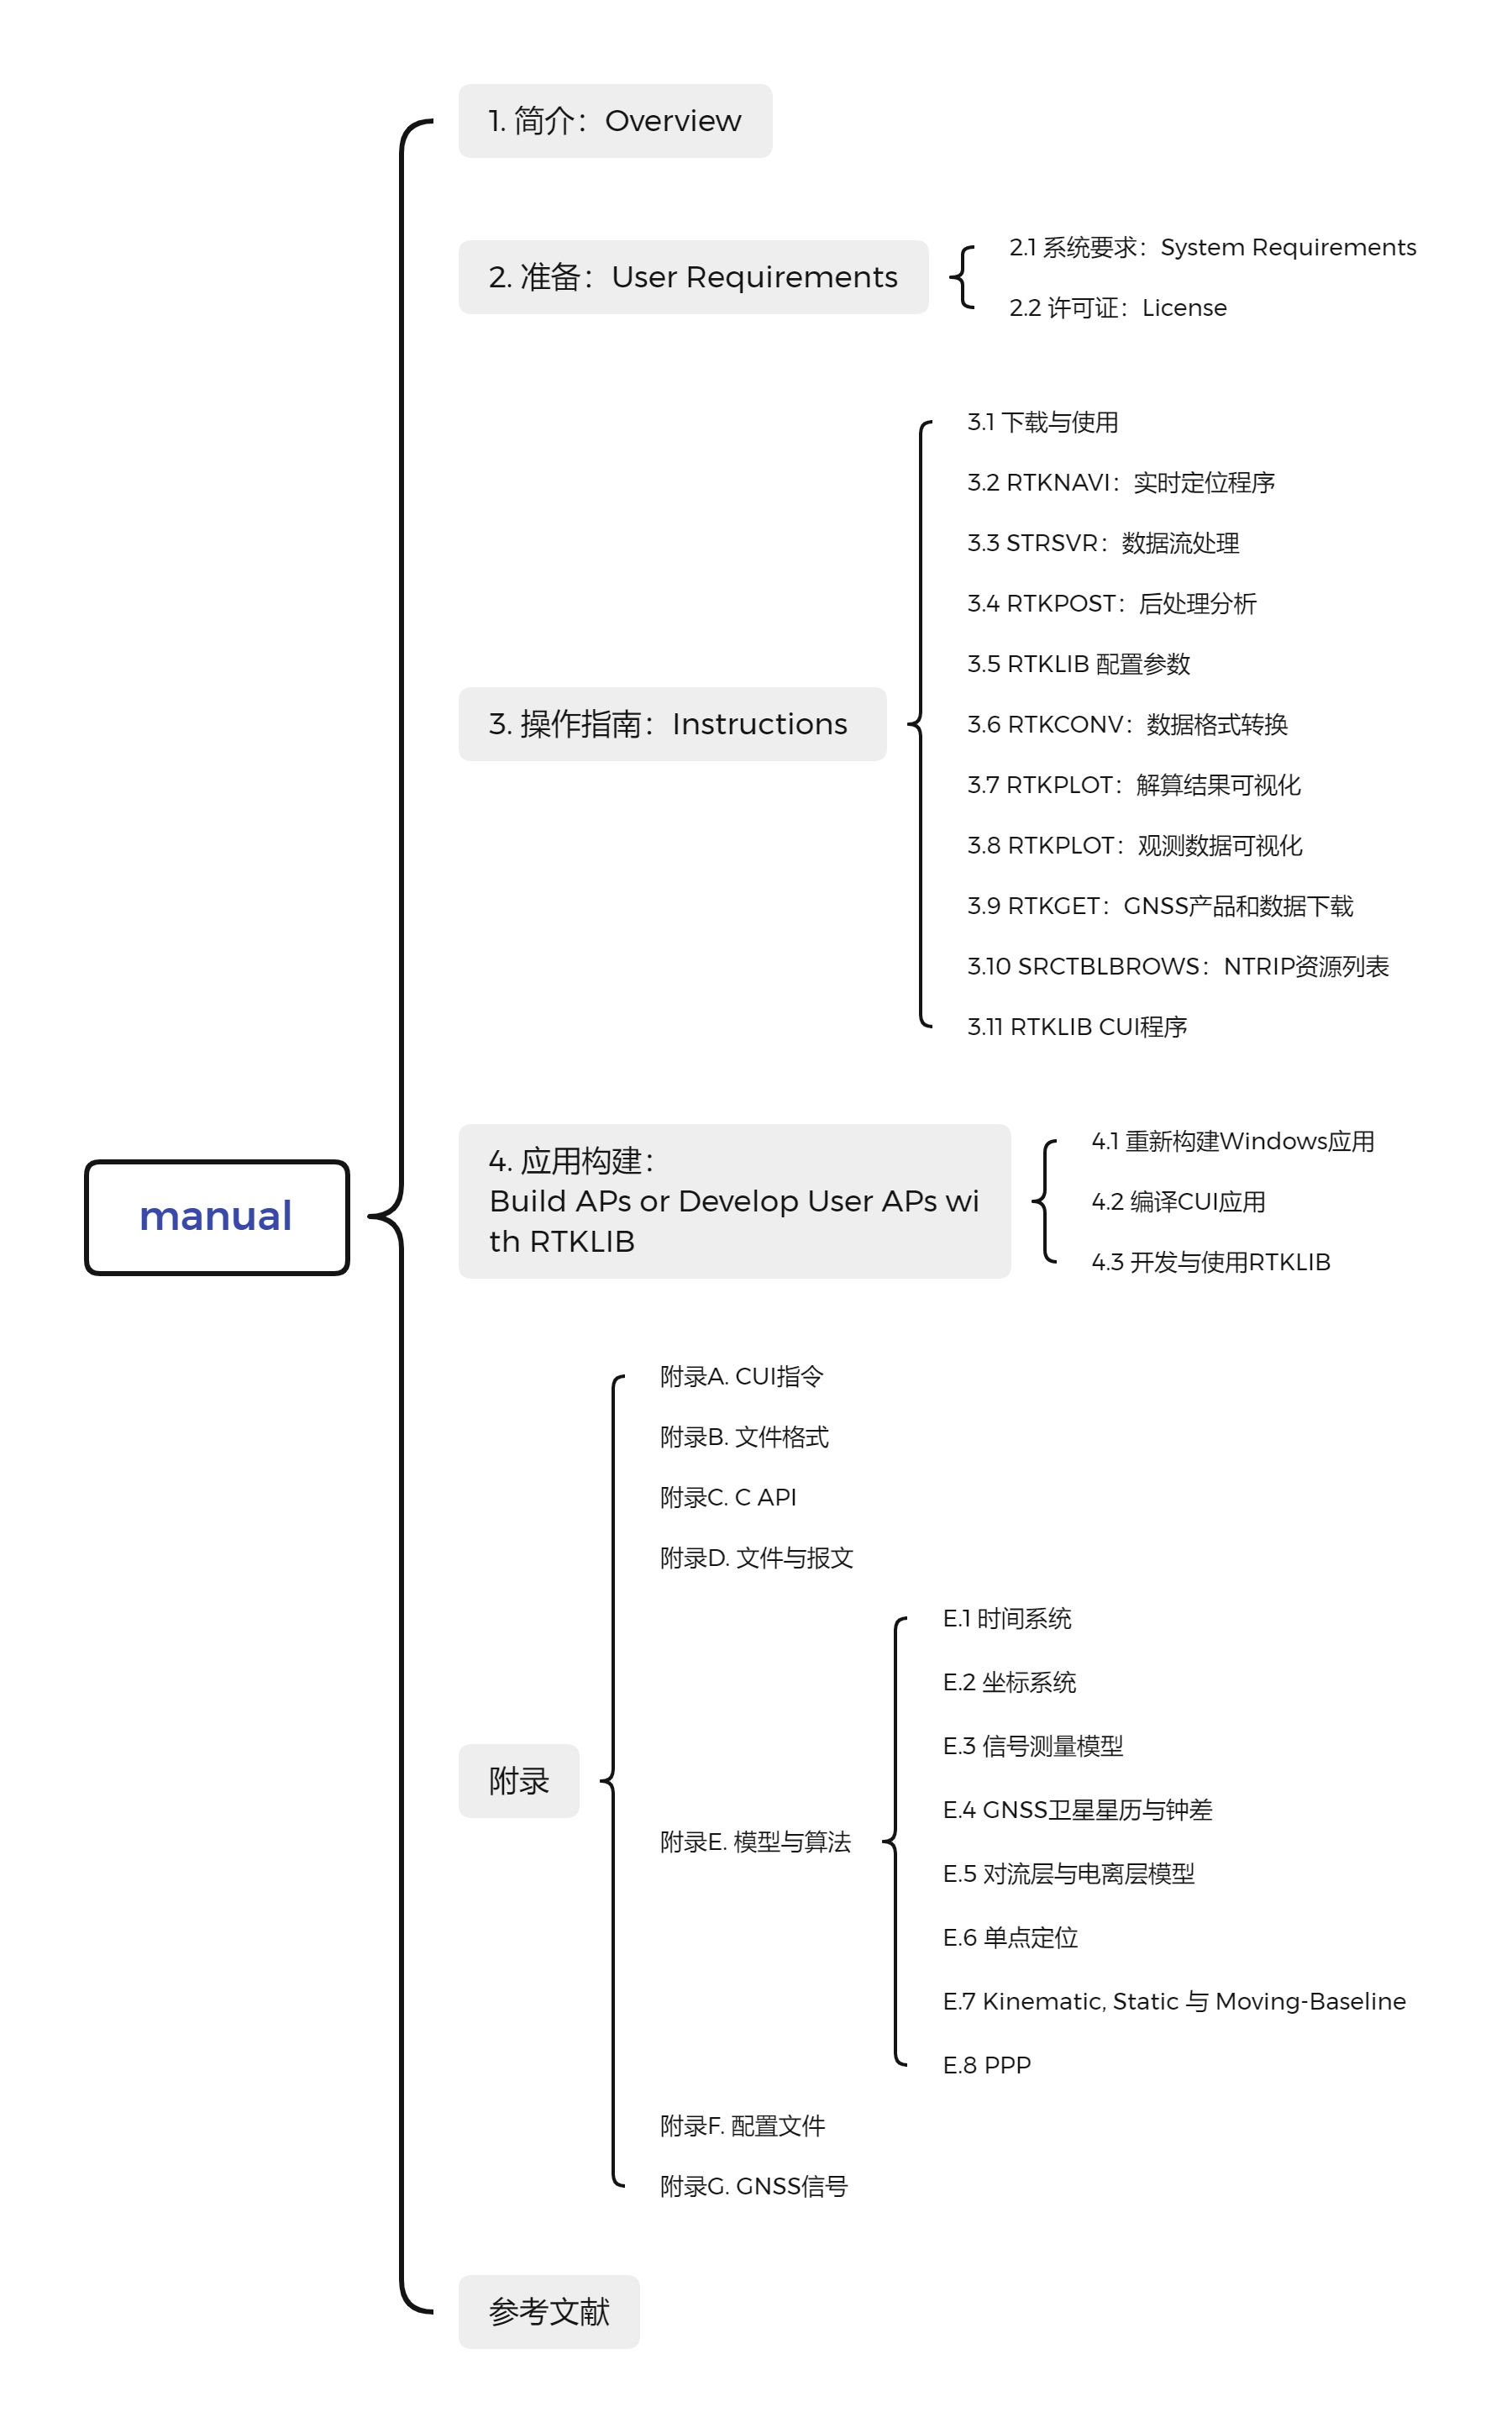 manual
1. 简介：Overview
2. 准备：User Requirements
2.1 系统要求：System Requirements
2.2 许可证：License
3. 操作指南：Instructions
3.1 下载与使用
3.2 RTKNAVI：实时定位程序
3.3 STRSVR：数据流处理
3.4 RTKPOST：后处理分析
3.5 RTKLIB 配置参数
3.6 RTKCONV：数据格式转换
3.7 RTKPLOT：解算结果可视化
3.8 RTKPLOT：观测数据可视化
3.9 RTKGET：GNSS产品和数据下载
3.10 SRCTBLBROWS：NTRIP资源列表
3.11 RTKLIB CUI程序
4. 应用构建：
Build APs or Develop User APs wi
th RTKLIB
4.1 重新构建Windows应用
4.2 编译CUI应用
4.3 开发与使用RTKLIB
附录
附录A. CUI指令
附录B. 文件格式
附录C. C API
附录D. 文件与报文
附录E. 模型与算法
E.1 时间系统
E.2 坐标系统
E.3 信号测量模型
E.4 GNSS卫星星历与钟差
E.5 对流层与电离层模型
E.6 单点定位
E.7 Kinematic, Static 与 Moving-Baseline
E.8 PPP
附录F. 配置文件
附录G. GNSS信号
参考文献